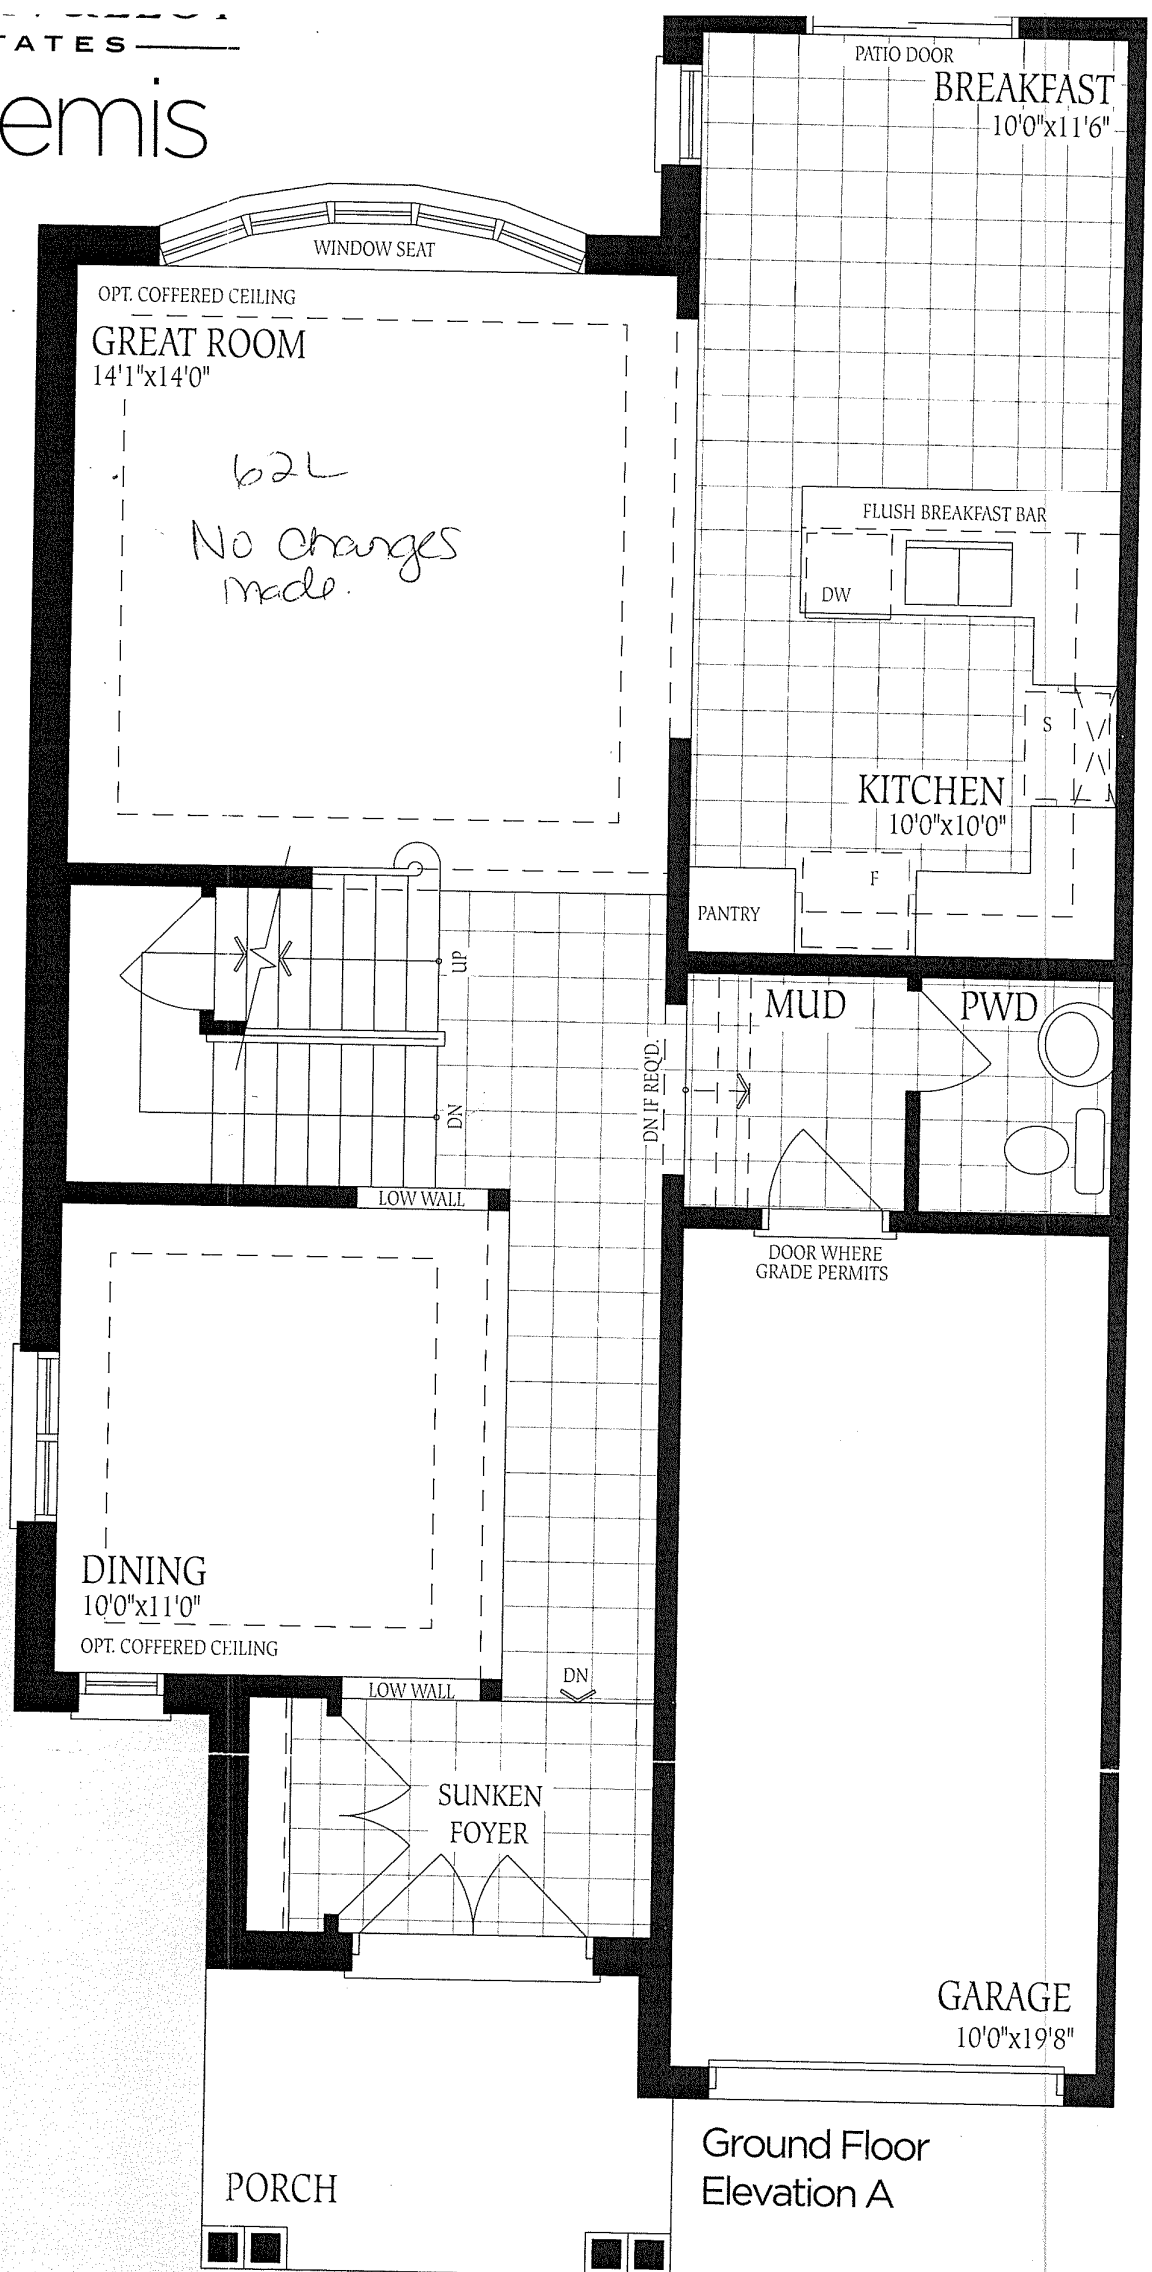 TATES
emis
PATIO DOOR
BREAKFAST
10'0"x11'6"
WINDOW SEAT
OPT. COFFERED CEILING
GREAT ROOM
14'1"x14'0"
62L
No changes
made.
FLUSH BREAKFAST BAR
DW
S
KITCHEN
10'0"x10'0"
F
PANTRY
UP
DN
MUD
PWD
DN IF REQ'D.
LOW WALL
DOOR WHERE
GRADE PERMITS
DINING
10'0"x11'0"
OPT. COFFERED CEILING
LOW WALL
DN
SUNKEN
FOYER
GARAGE
10'0"x19'8"
PORCH
Ground Floor
Elevation A